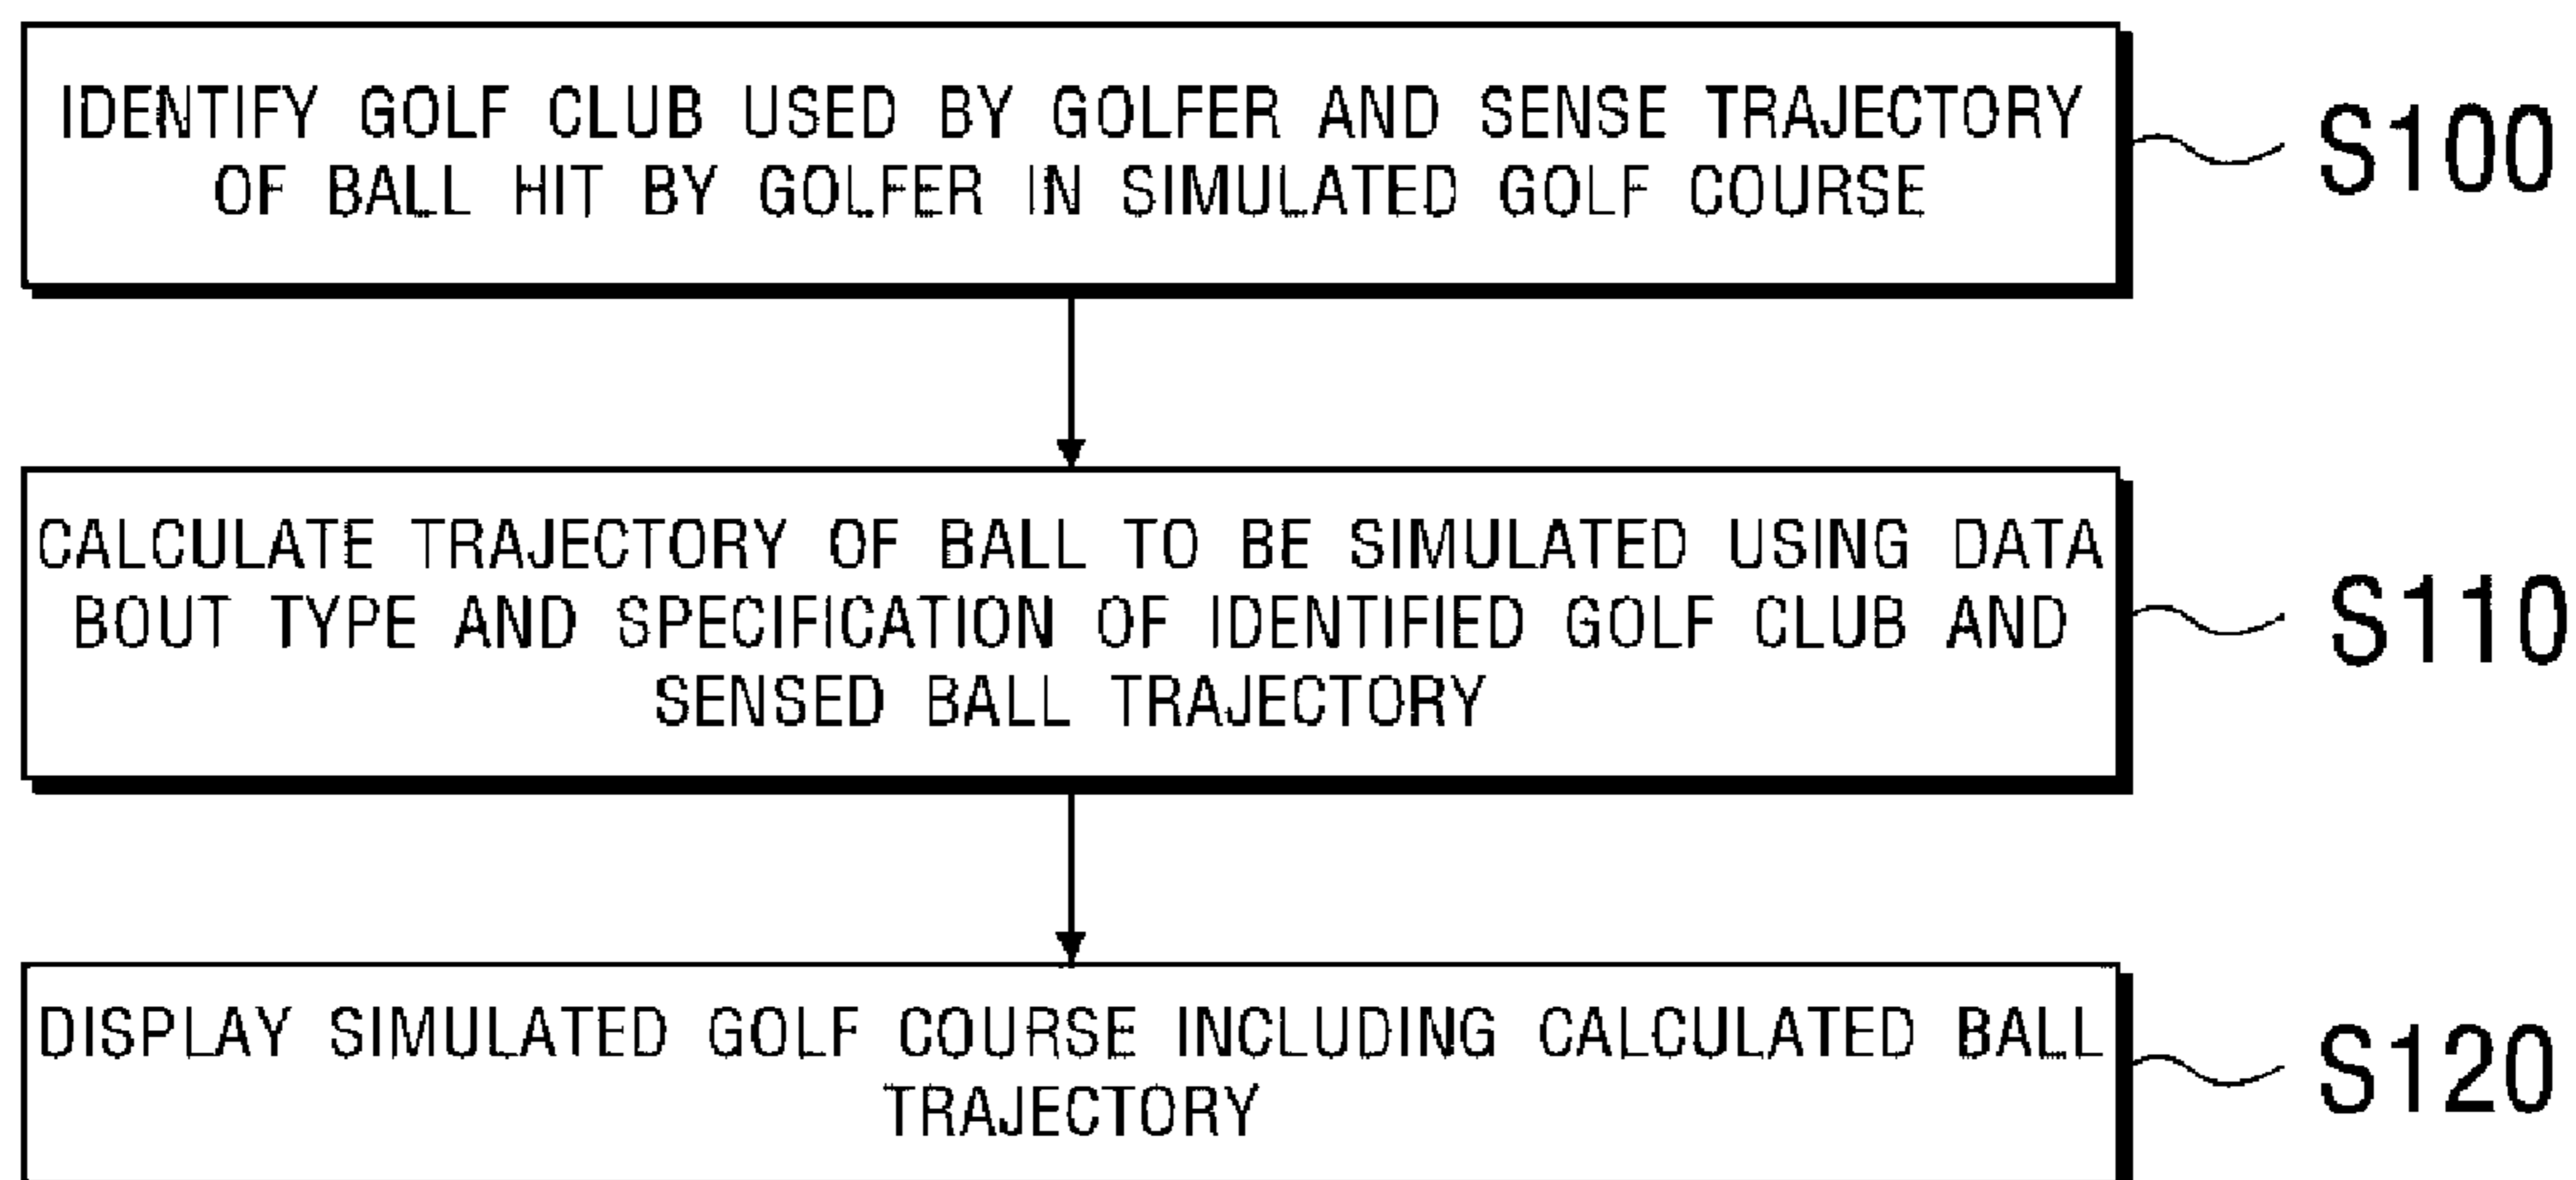 IDENTIFY GOLF CLUB USED BY GOLFER AND SENSE TRAJECTORY
OF BALL HIT BY GOLFER IN SIMULATED GOLF COURSE
S100
CALCULATE TRAJECTORY OF BALL TO BE SIMULATED USING DATA
BOUT TYPE AND SPECIFICATION OF IDENTIFIED GOLF CLUB AND
SENSED BALL TRAJECTORY
S110
DISPLAY SIMULATED GOLF COURSE INCLUDING CALCULATED BALL
TRAJECTORY
S120